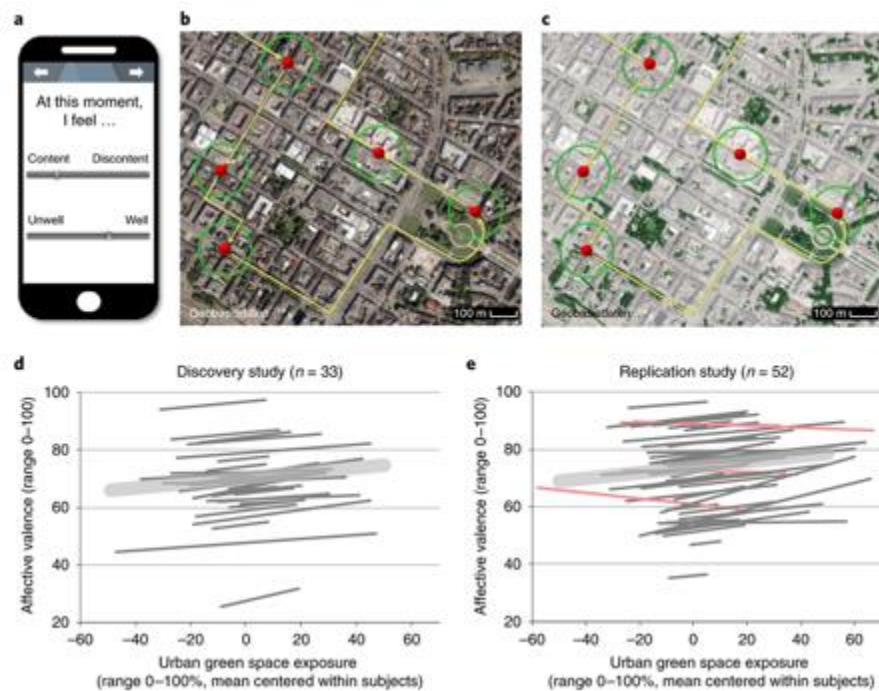 a
At this moment,
I feel ...
Content Discontent
Unwell Well
b
100 m
c
100 m
d
Discovery study (n = 33)
Affective valence (range 0–100)
100
80
60
40
20
–60 –40 –20 0 20 40 60
Urban green space exposure
(range 0–100%, mean centered within subjects)
e
Replication study (n = 52)
Affective valence (range 0–100)
100
80
60
40
20
–60 –40 –20 0 20 40 60
Urban green space exposure
(range 0–100%, mean centered within subjects)